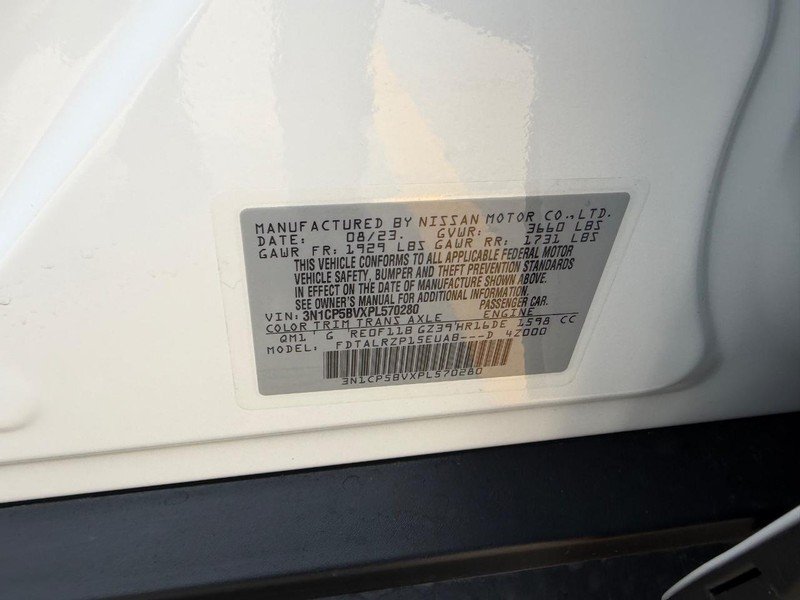 MANUFACTURED BY NISSAN MOTOR CO.,LTD.
DATE: 08/23. GVWR: 3660 LBS
GAWR FR: 1929 LBS GAWR RR: 1731 LBS
THIS VEHICLE CONFORMS TO ALL APPLICABLE FEDERAL MOTOR
VEHICLE SAFETY, BUMPER AND THEFT PREVENTION STANDARDS
IN EFFECT ON THE DATE OF MANUFACTURE SHOWN ABOVE.
SEE OWNER'S MANUAL FOR ADDITIONAL INFORMATION.
VIN: 3N1CP5BVXPL570280 PASSENGER CAR.
COLOR TRIM TRANS AXLE ENGINE
QM1 G RE0F11B GZ39 HR16DE 1598 CC
MODEL: FDTALRZP15EUAB---D 4Z000
3N1CP5BVXPL570280